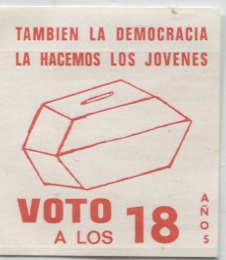 TAMBIEN LA DEMOCRACIA
LA HACEMOS LOS JOVENES
VOTO
A LOS 18
AÑOS